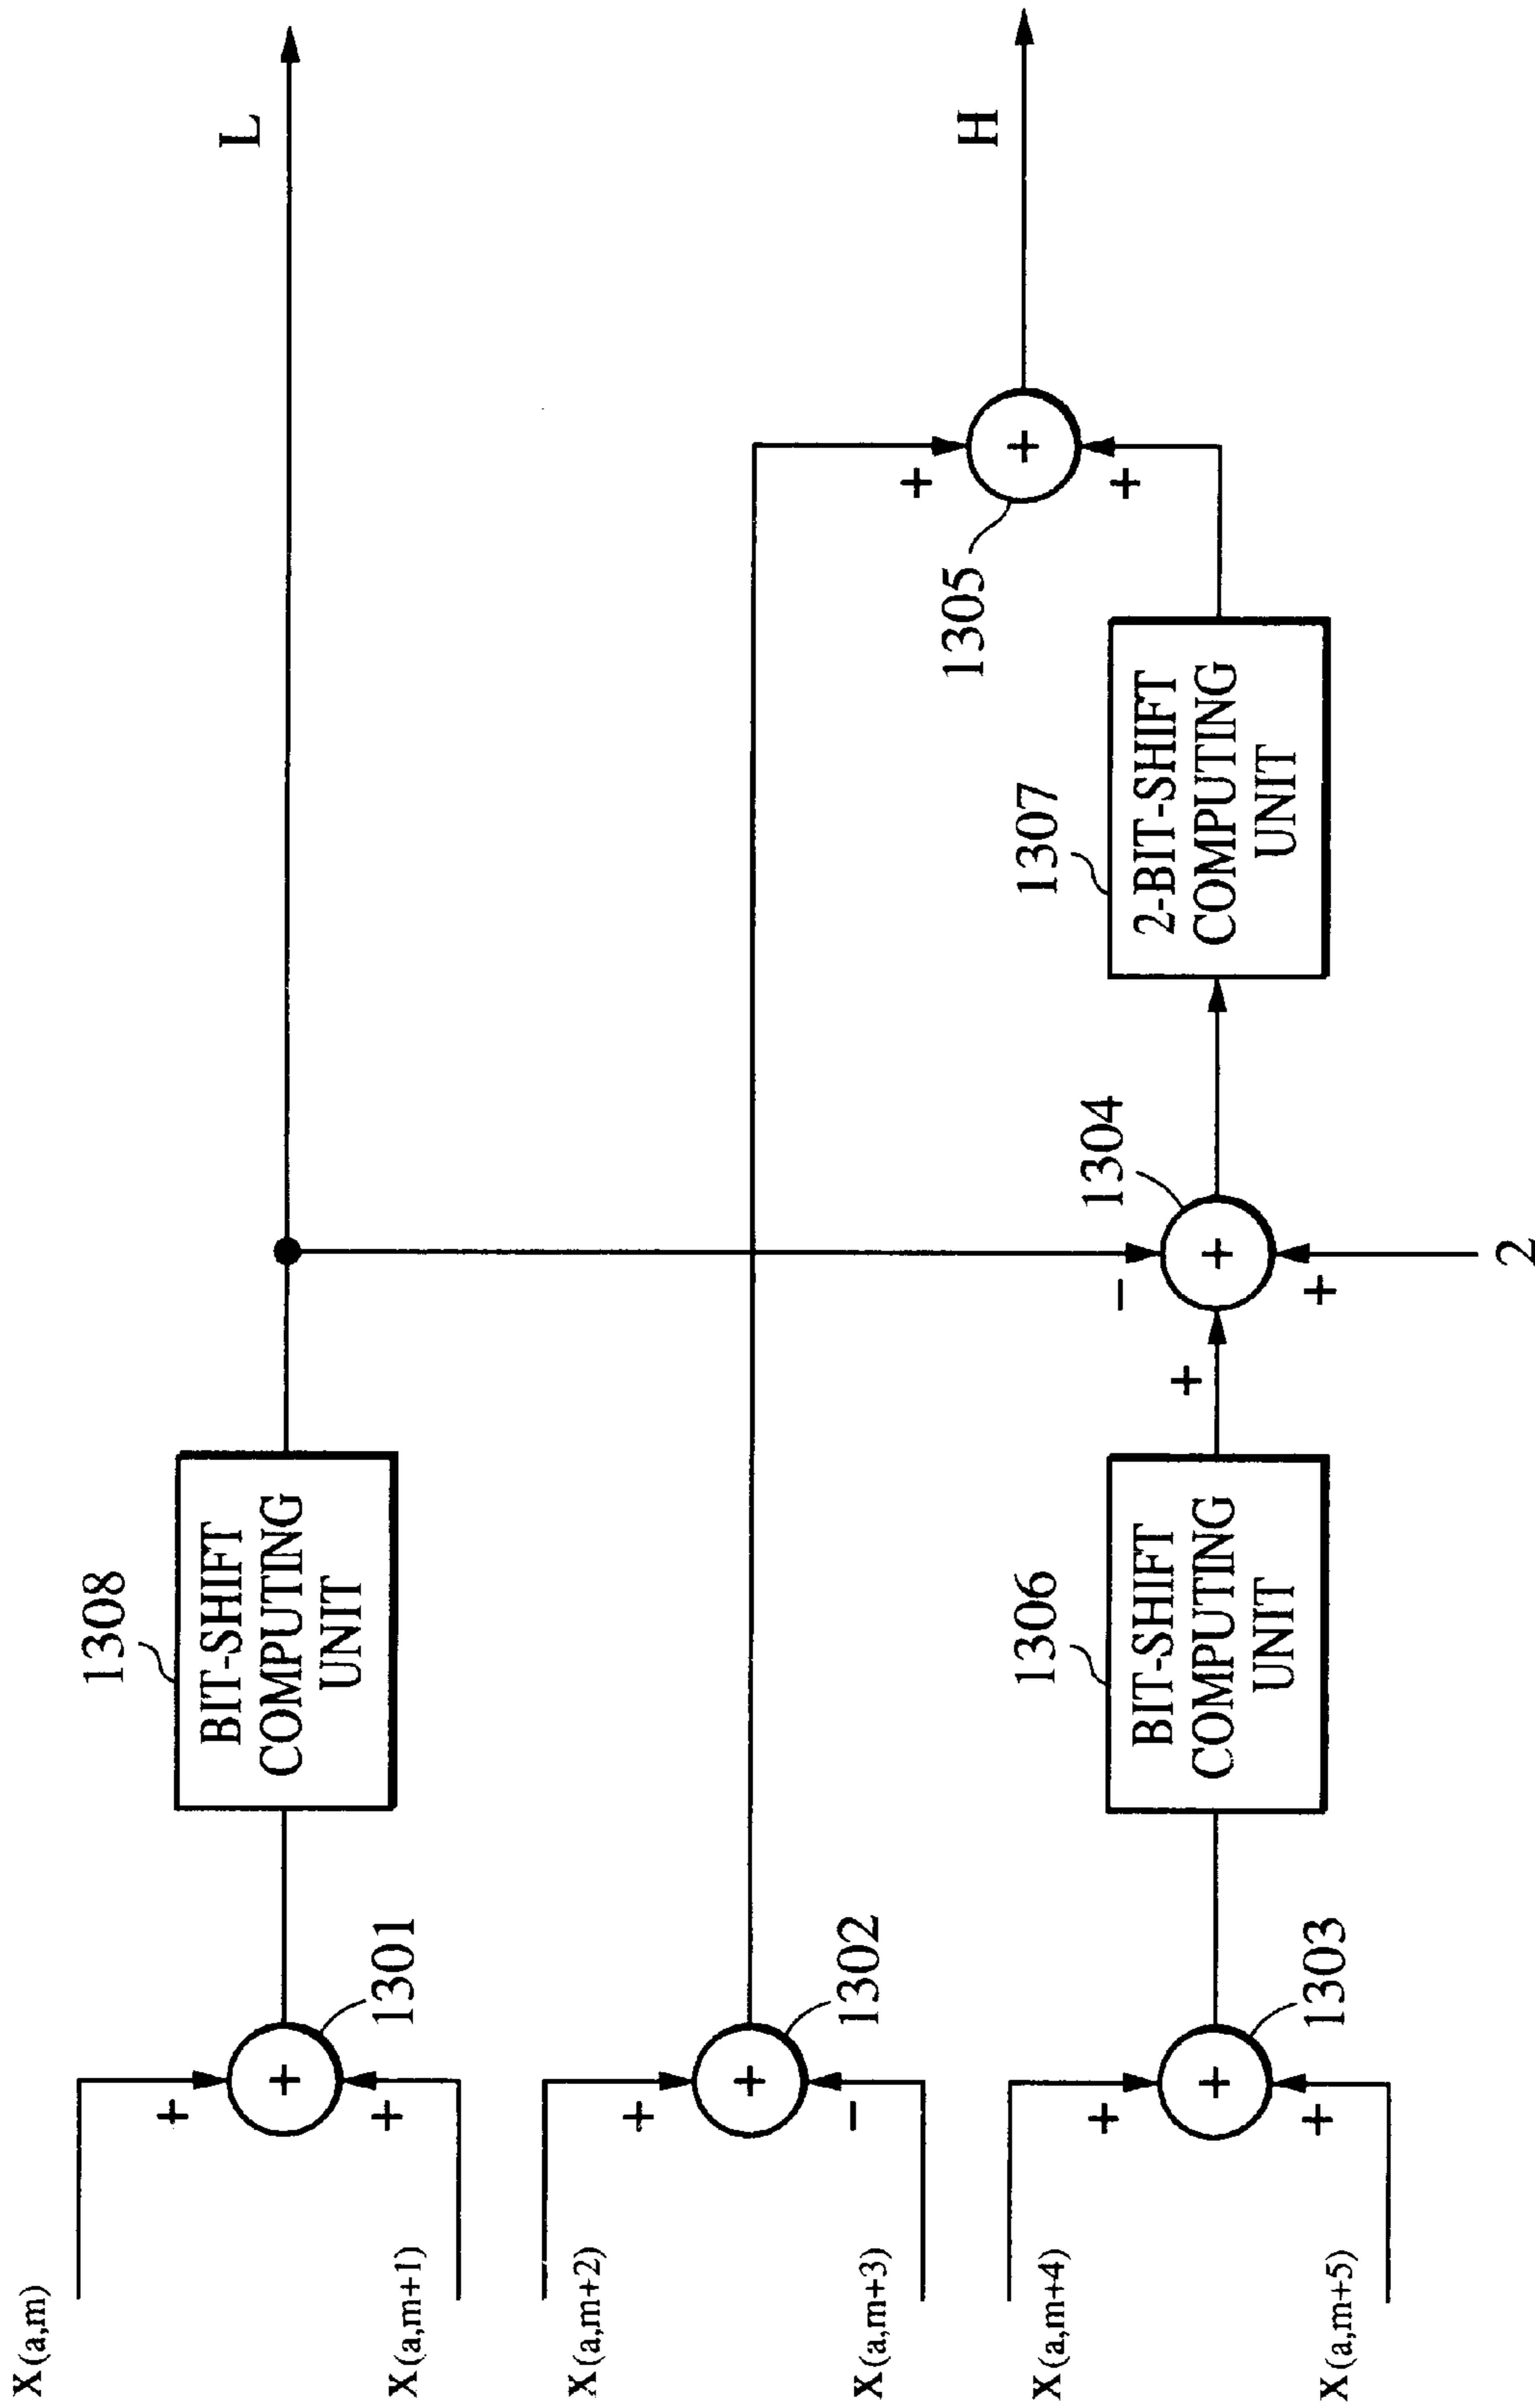 X(a,m)
+
+
+
1301
BIT-SHIFT
COMPUTING
UNIT
1308
L
X(a,m+1)
X(a,m+2)
+
+
−
1302
X(a,m+3)
X(a,m+4)
+
+
+
1303
X(a,m+5)
BIT-SHIFT
COMPUTING
UNIT
1306
+
−
+
+
1304
2
2-BIT-SHIFT
COMPUTING
UNIT
1307
+
+
+
1305
H